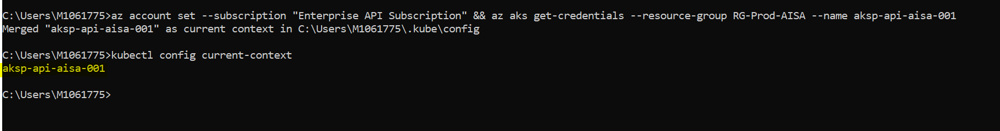 C:\Users\M1061775>az account set --subscription "Enterprise API Subscription" && az aks get-credentials --resource-group RG-Prod-AISA --name aksp-api-aisa-001
Merged "aksp-api-aisa-001" as current context in C:\Users\M1061775\.kube\config
C:\Users\M1061775>kubectl config current-context
aksp-api-aisa-001
C:\Users\M1061775>